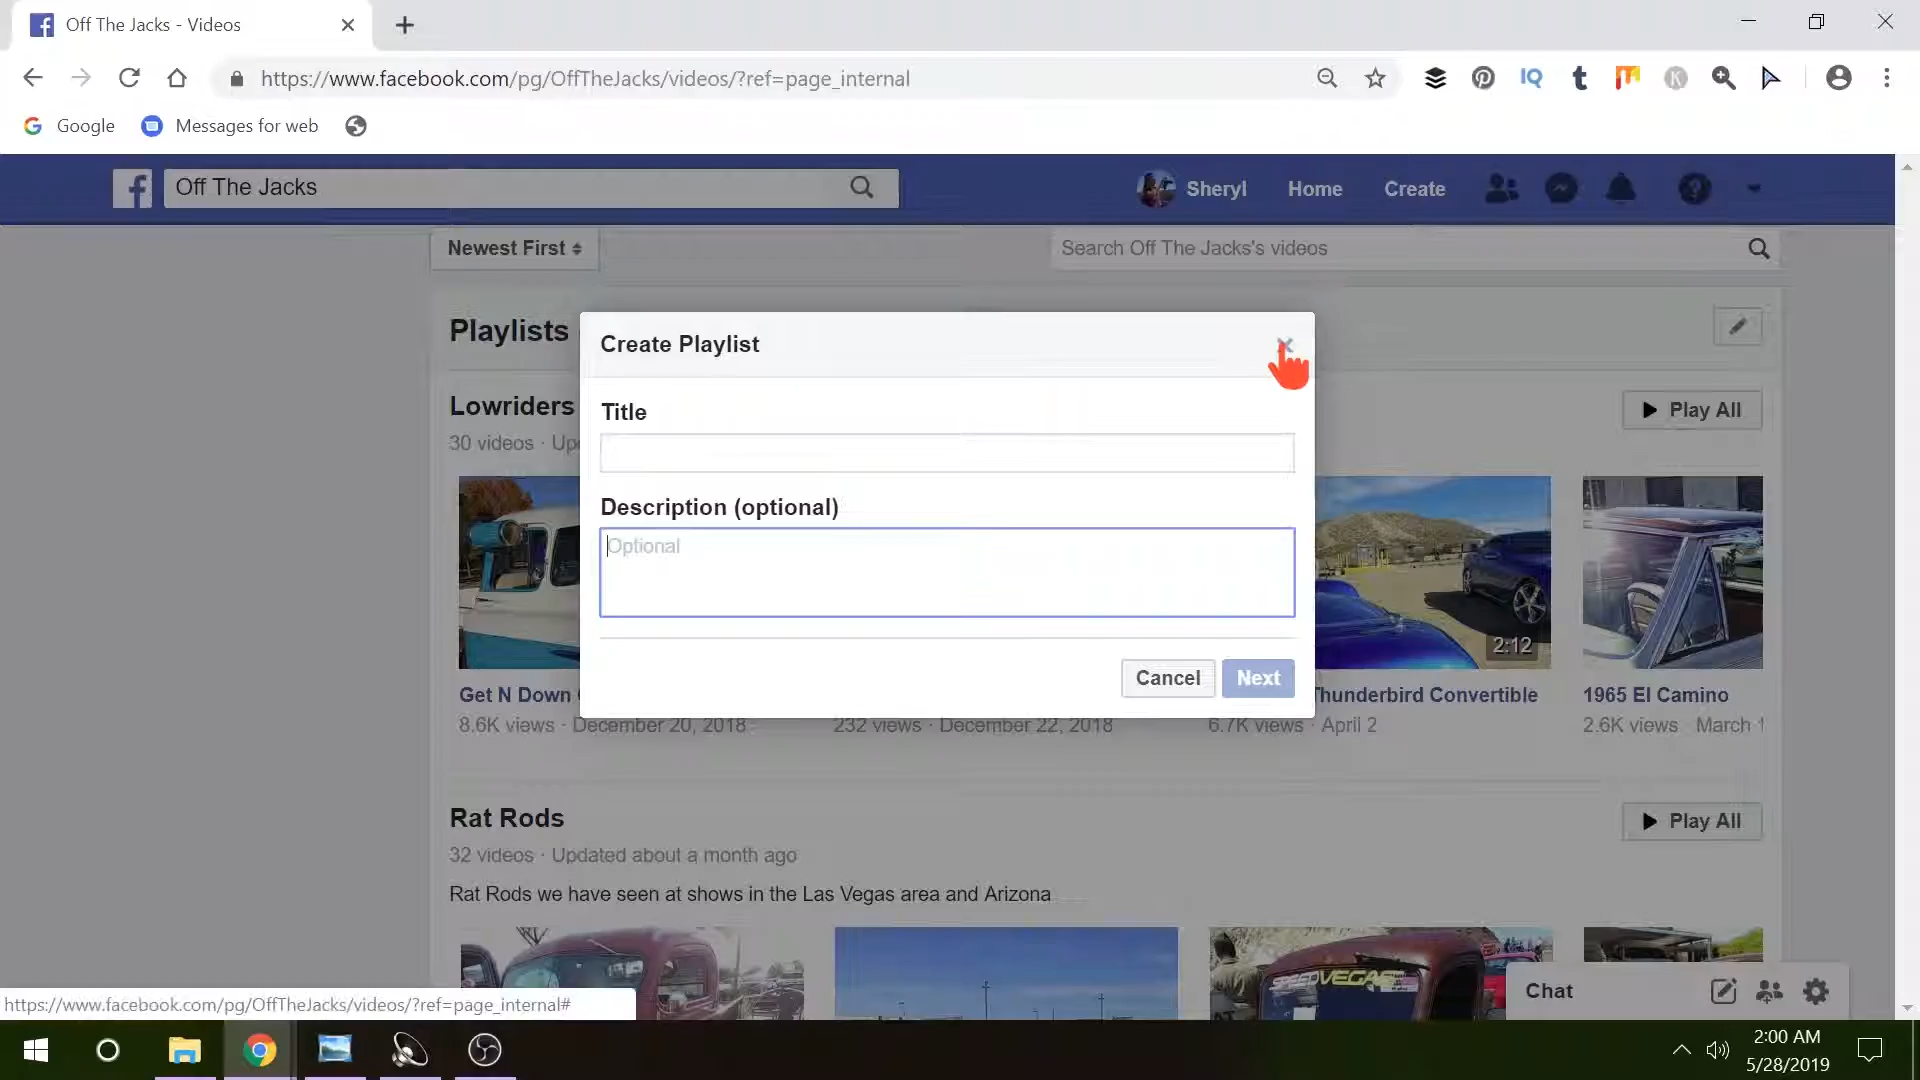 Off The Jacks - Videos
https://www.facebook.com/pg/OffTheJacks/videos/?ref=page_internal
IQ
t
K
Google
Messages for web
Off The Jacks
Sheryl
Home
Create
Newest First
Search Off The Jacks's videos
Playlists
Create Playlist
Title
Lowriders
Play All
30 videos · Up
Description (optional)
Optional
2:12
Cancel
Next
Get N Down
Thunderbird Convertible
1965 El Camino
8.6K views · December 20, 2018
232 views · December 22, 2018
6.7K views · April 2
2.6K views · March 1
Rat Rods
Play All
32 videos · Updated about a month ago
Rat Rods we have seen at shows in the Las Vegas area and Arizona
SPEEDVEGAS
Chat
https://www.facebook.com/pg/OffTheJacks/videos/?ref=page_internal#
2:00 AM
5/28/2019